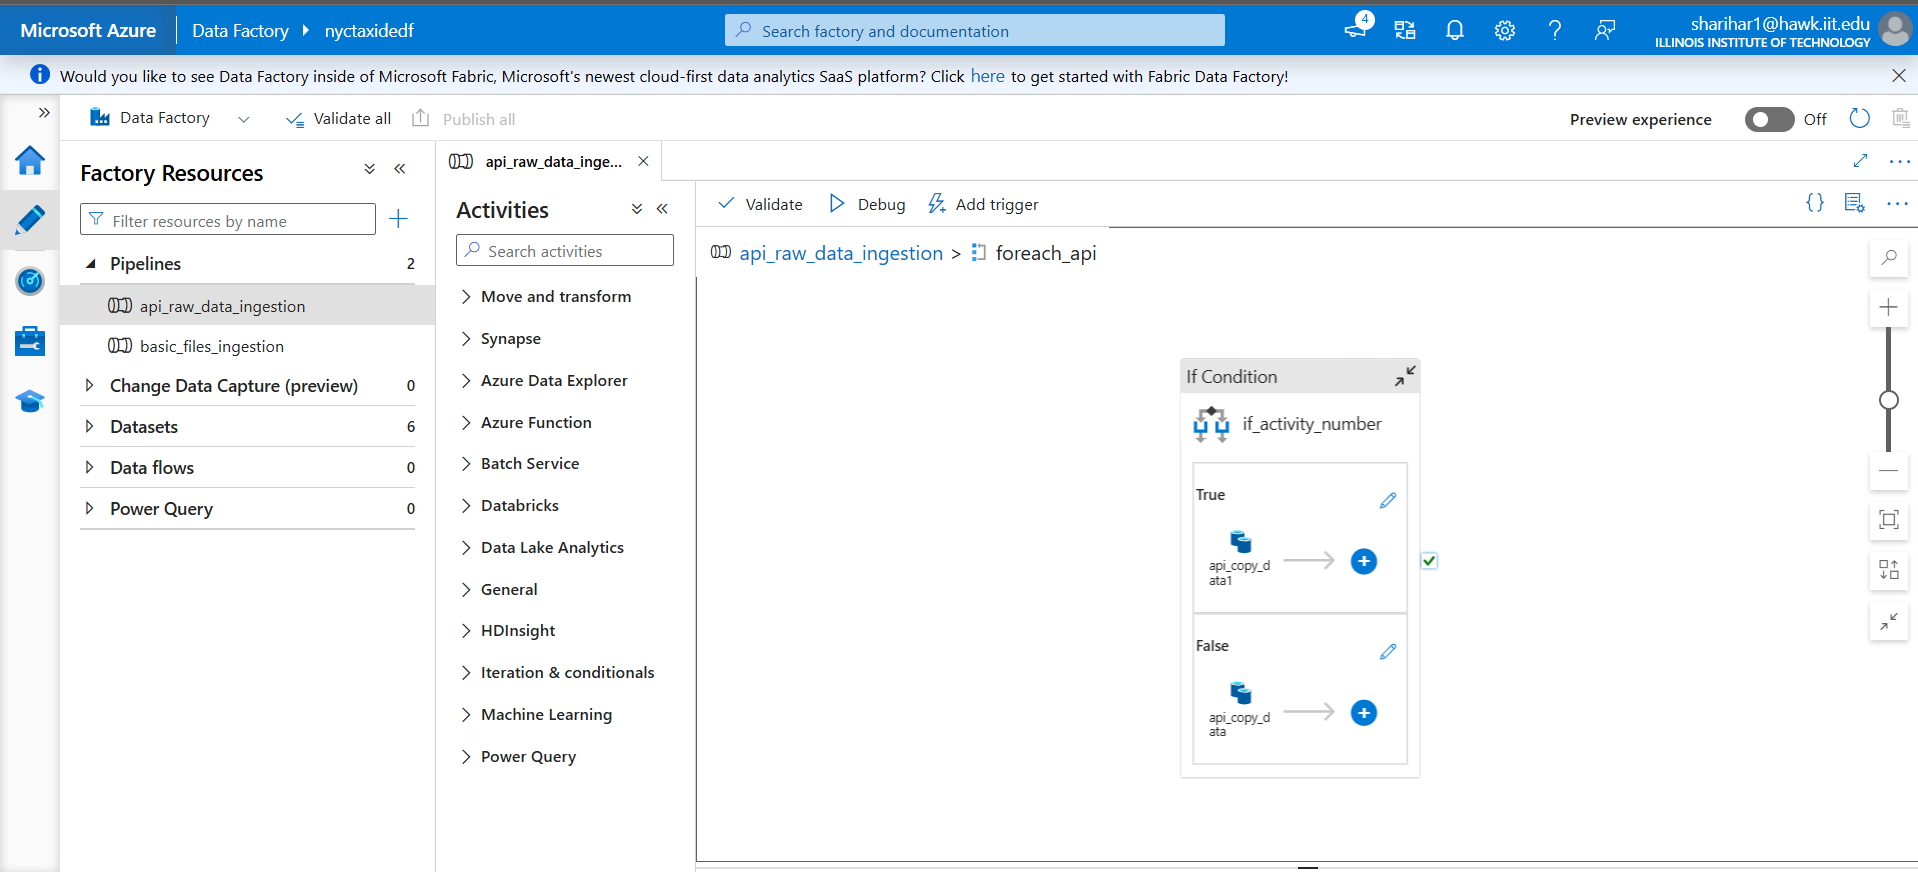 Microsoft Azure
Data Factory
nyctaxidedf
Search factory and documentation
4
sharihar1@hawk.iit.edu
ILLINOIS INSTITUTE OF TECHNOLOGY
Would you like to see Data Factory inside of Microsoft Fabric, Microsoft's newest cloud-first data analytics SaaS platform? Click here to get started with Fabric Data Factory!
Data Factory
Validate all
Publish all
Preview experience
Off
Factory Resources
Filter resources by name
Pipelines 2
api_raw_data_ingestion
basic_files_ingestion
Change Data Capture (preview) 0
Datasets 6
Data flows 0
Power Query 0
api_raw_data_inge...
Activities
Search activities
Move and transform
Synapse
Azure Data Explorer
Azure Function
Batch Service
Databricks
Data Lake Analytics
General
HDInsight
Iteration & conditionals
Machine Learning
Power Query
Validate
Debug
Add trigger
api_raw_data_ingestion > foreach_api
If Condition
if_activity_number
True
api_copy_d
ata1
False
api_copy_d
ata